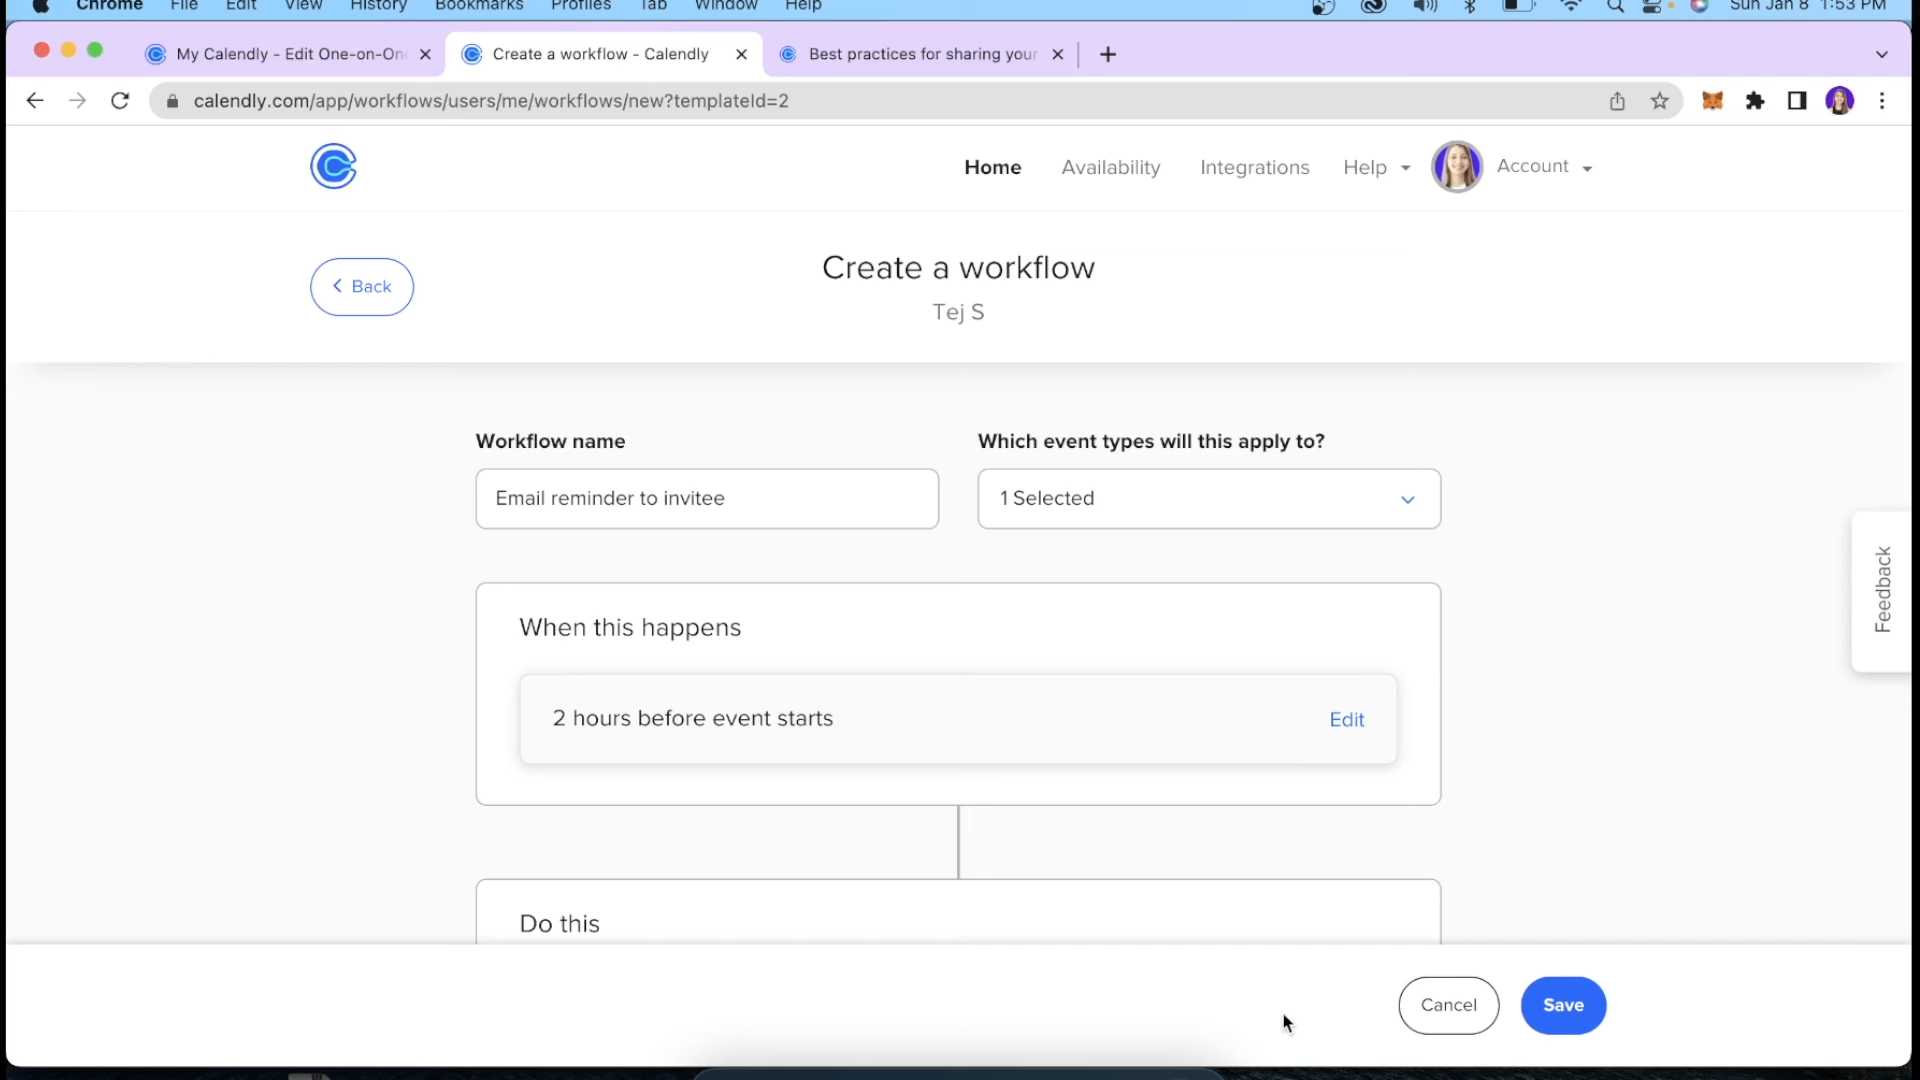 Chrome File Edit View History Bookmarks Profiles Tab Window Help Sun Jan 8 1:53 PM
My Calendly - Edit One-on-One Create a workflow - Calendly Best practices for sharing your
calendly.com/app/workflows/users/me/workflows/new?templateId=2
Home Availability Integrations Help Account
Back
Create a workflow
Tej S
Workflow name Which event types will this apply to?
Email reminder to invitee 1 Selected
Feedback
When this happens
2 hours before event starts Edit
Do this
Cancel Save